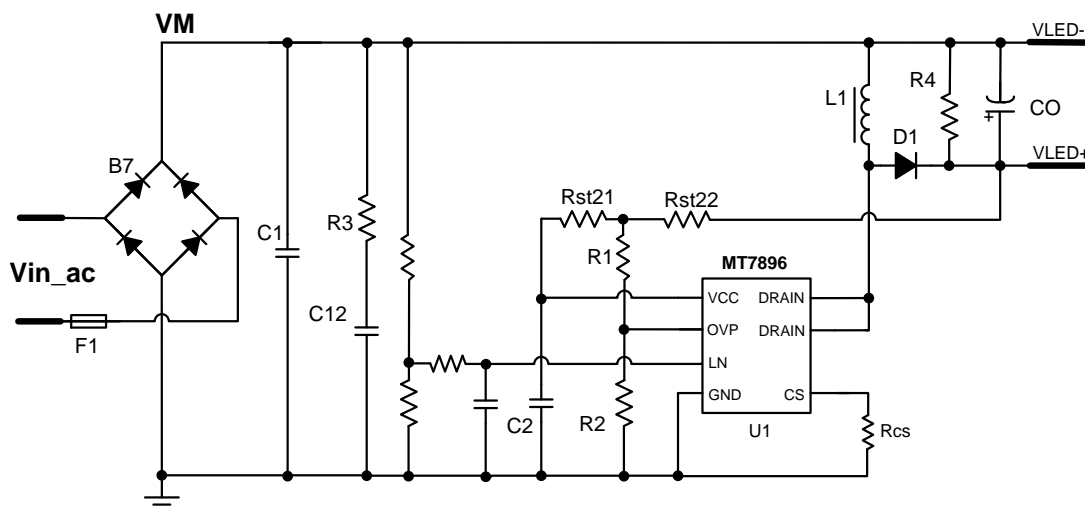 VM
VLED-
R4
L1
CO
+
D1
B7
VLED+
Rst21
Rst22
C1
R3
R1
Vin_ac
MT7896
VCC
DRAIN
C12
OVP
DRAIN
F1
LN
GND
CS
C2
R2
U1
Rcs